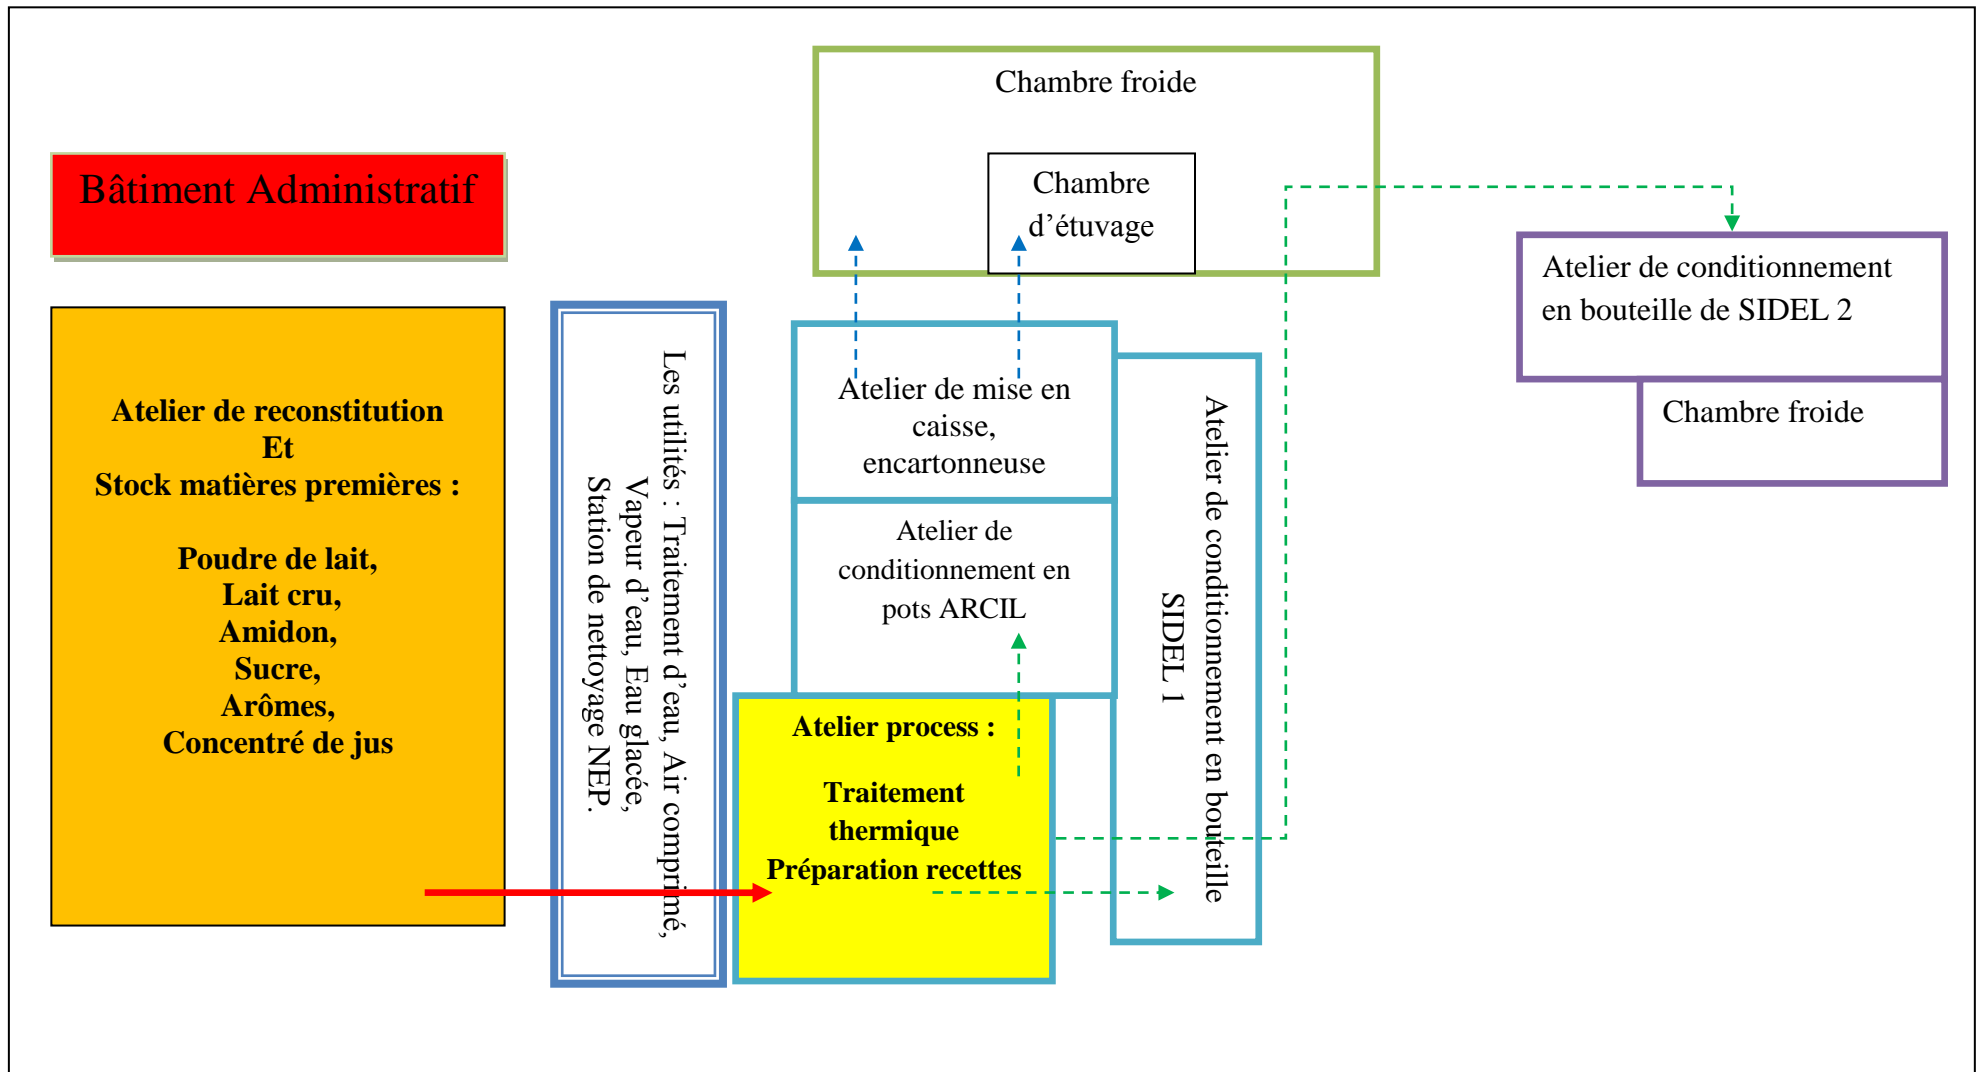 Chambre froide
Chambre
d’étuvage
Bâtiment Administratif
Atelier de reconstitution
Et
Stock matières premières :
Poudre de lait,
Lait cru,
Amidon,
Sucre,
Arômes,
Concentré de jus
Les utilités : Traitement d’eau, Air comprimé,
Vapeur d’eau, Eau glacée,
Station de nettoyage NEP.
Atelier de mise en
caisse,
encartonneuse
Atelier de
conditionnement en
pots ARCIL
Atelier process :
Traitement
thermique
Préparation recettes
Atelier de conditionnement en bouteille
SIDEL 1
Atelier de conditionnement
en bouteille de SIDEL 2
Chambre froide